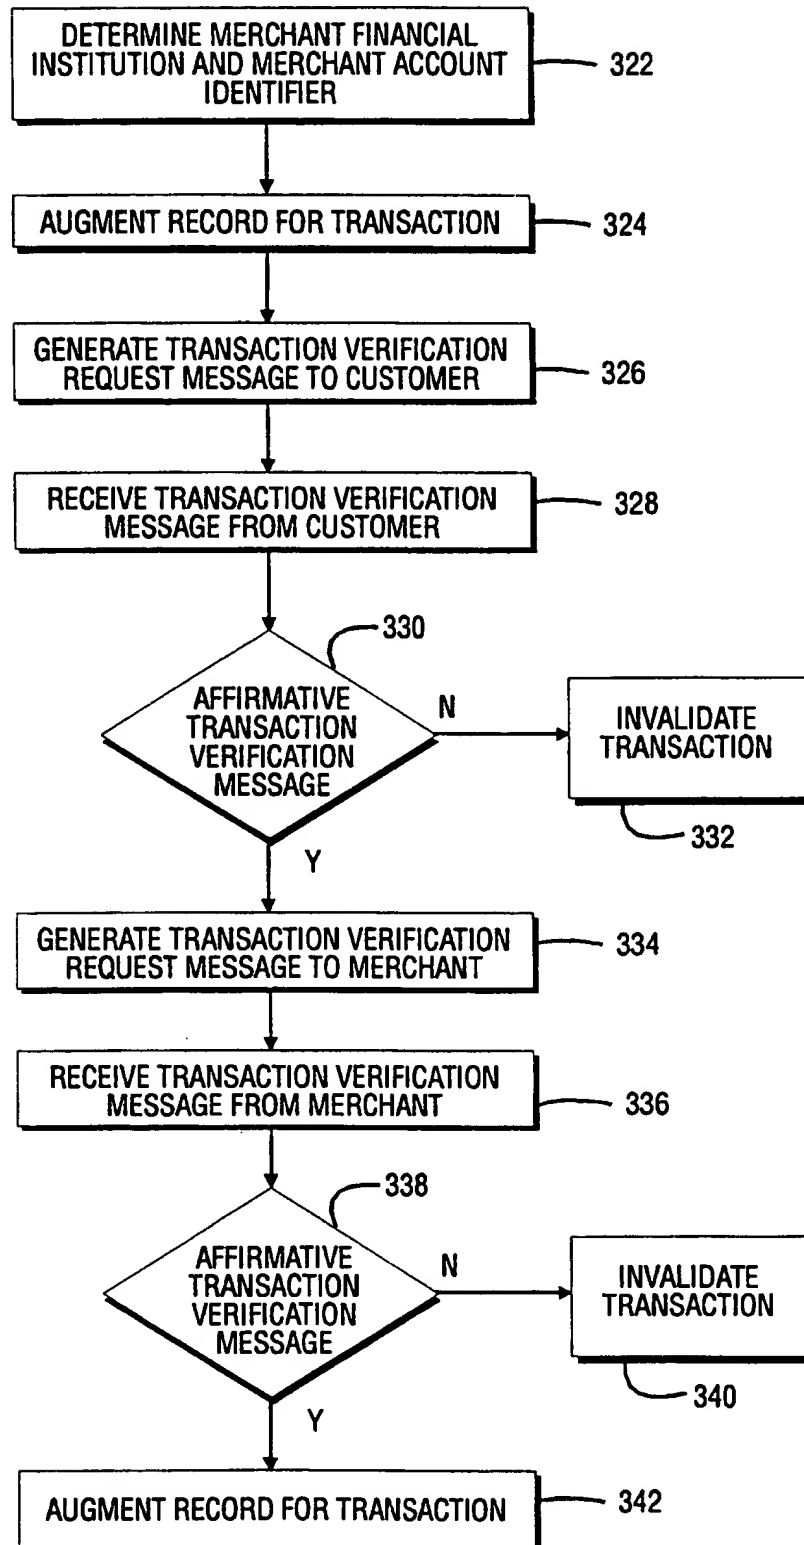 DETERMINE MERCHANT FINANCIAL
INSTITUTION AND MERCHANT ACCOUNT
IDENTIFIER
322
AUGMENT RECORD FOR TRANSACTION
324
GENERATE TRANSACTION VERIFICATION
REQUEST MESSAGE TO CUSTOMER
326
RECEIVE TRANSACTION VERIFICATION
MESSAGE FROM CUSTOMER
328
330
AFFIRMATIVE
TRANSACTION
VERIFICATION
MESSAGE
N
INVALIDATE
TRANSACTION
332
Y
GENERATE TRANSACTION VERIFICATION
REQUEST MESSAGE TO MERCHANT
334
RECEIVE TRANSACTION VERIFICATION
MESSAGE FROM MERCHANT
336
338
AFFIRMATIVE
TRANSACTION
VERIFICATION
MESSAGE
N
INVALIDATE
TRANSACTION
340
Y
AUGMENT RECORD FOR TRANSACTION
342